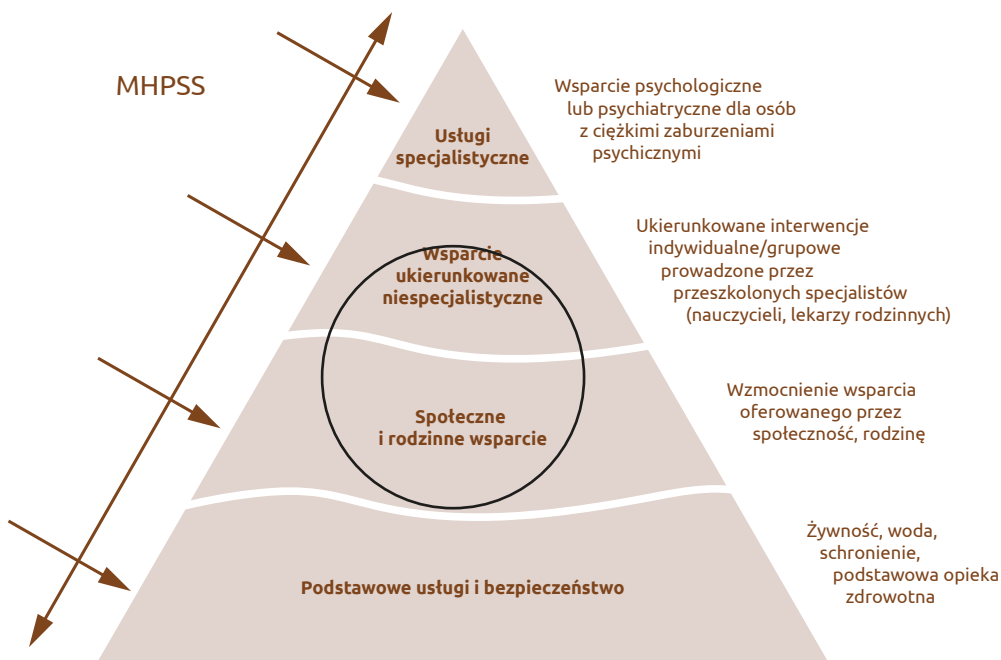 MHPSS
Usługi
specjalistyczne
Wsparcie psychologiczne
lub psychiatryczne dla osób
z ciężkimi zaburzeniami
psychicznymi
Wsparcie
ukierunkowane
niespecjalistyczne
Ukierunkowane interwencje
indywidualne/grupowe
prowadzone przez
przeszkolonych specjalistów
(nauczycieli, lekarzy rodzinnych)
Społeczne
i rodzinne wsparcie
Wzmocnienie wsparcia
oferowanego przez
społeczność, rodzinę
Podstawowe usługi i bezpieczeństwo
Żywność, woda,
schronienie,
podstawowa opieka
zdrowotna